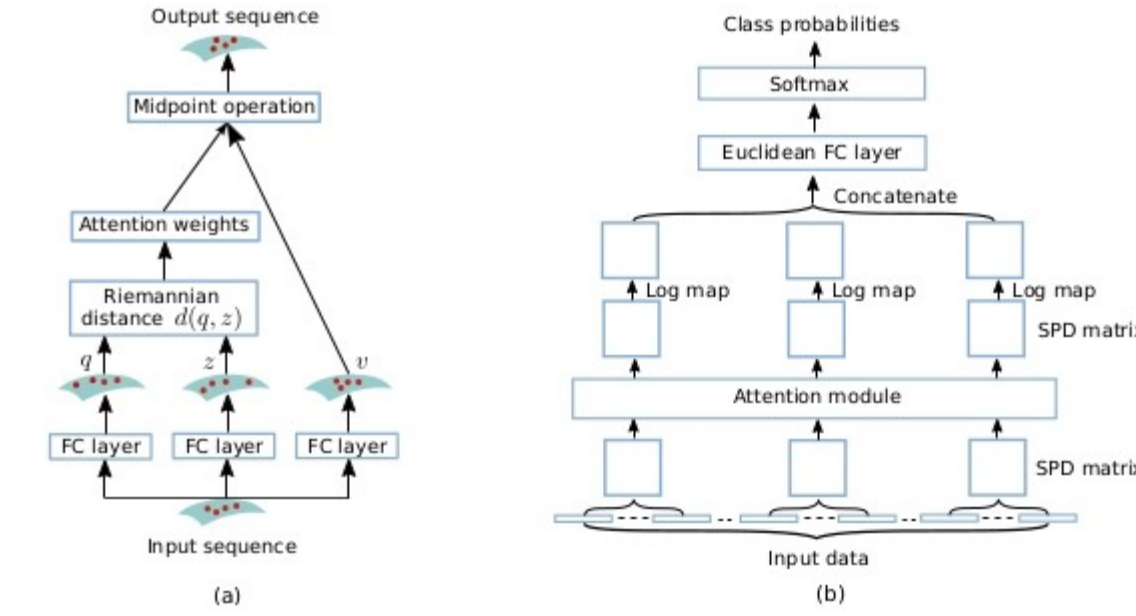 Output sequence
Midpoint operation
Attention weights
Riemannian
distance d(q, z)
q
z
v
FC layer
FC layer
FC layer
Input sequence
(a)
Class probabilities
Softmax
Euclidean FC layer
Concatenate
Log map
Log map
Log map
SPD matri
Attention module
SPD matri
Input data
(b)